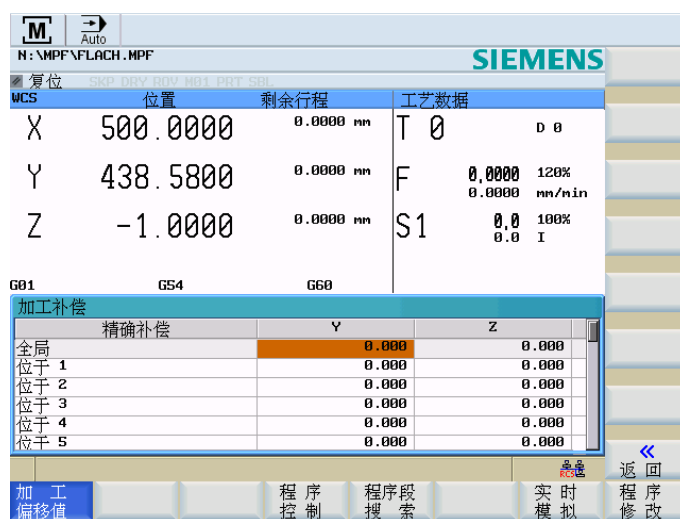 M
Auto
N:\MPF\FLACH.MPF
SIEMENS
复位 SKP DRY ROV M01 PRT SBL
WCS 位置 剩余行程 工艺数据
X 500.0000 0.0000 mm T 0 D 0
Y 438.5800 0.0000 mm F 0.0000 120%
0.0000 mm/min
Z -1.0000 0.0000 mm S1 0.0 100%
0.0 I
G01 G54 G60
加工补偿
精确补偿 Y Z
全局 0.000 0.000
位于 1 0.000 0.000
位于 2 0.000 0.000
位于 3 0.000 0.000
位于 4 0.000 0.000
位于 5 0.000 0.000
«
RCS 返 回
加 工 程 序 程序段 实 时 程 序
偏移值 控 制 搜 索 模 拟 修 改